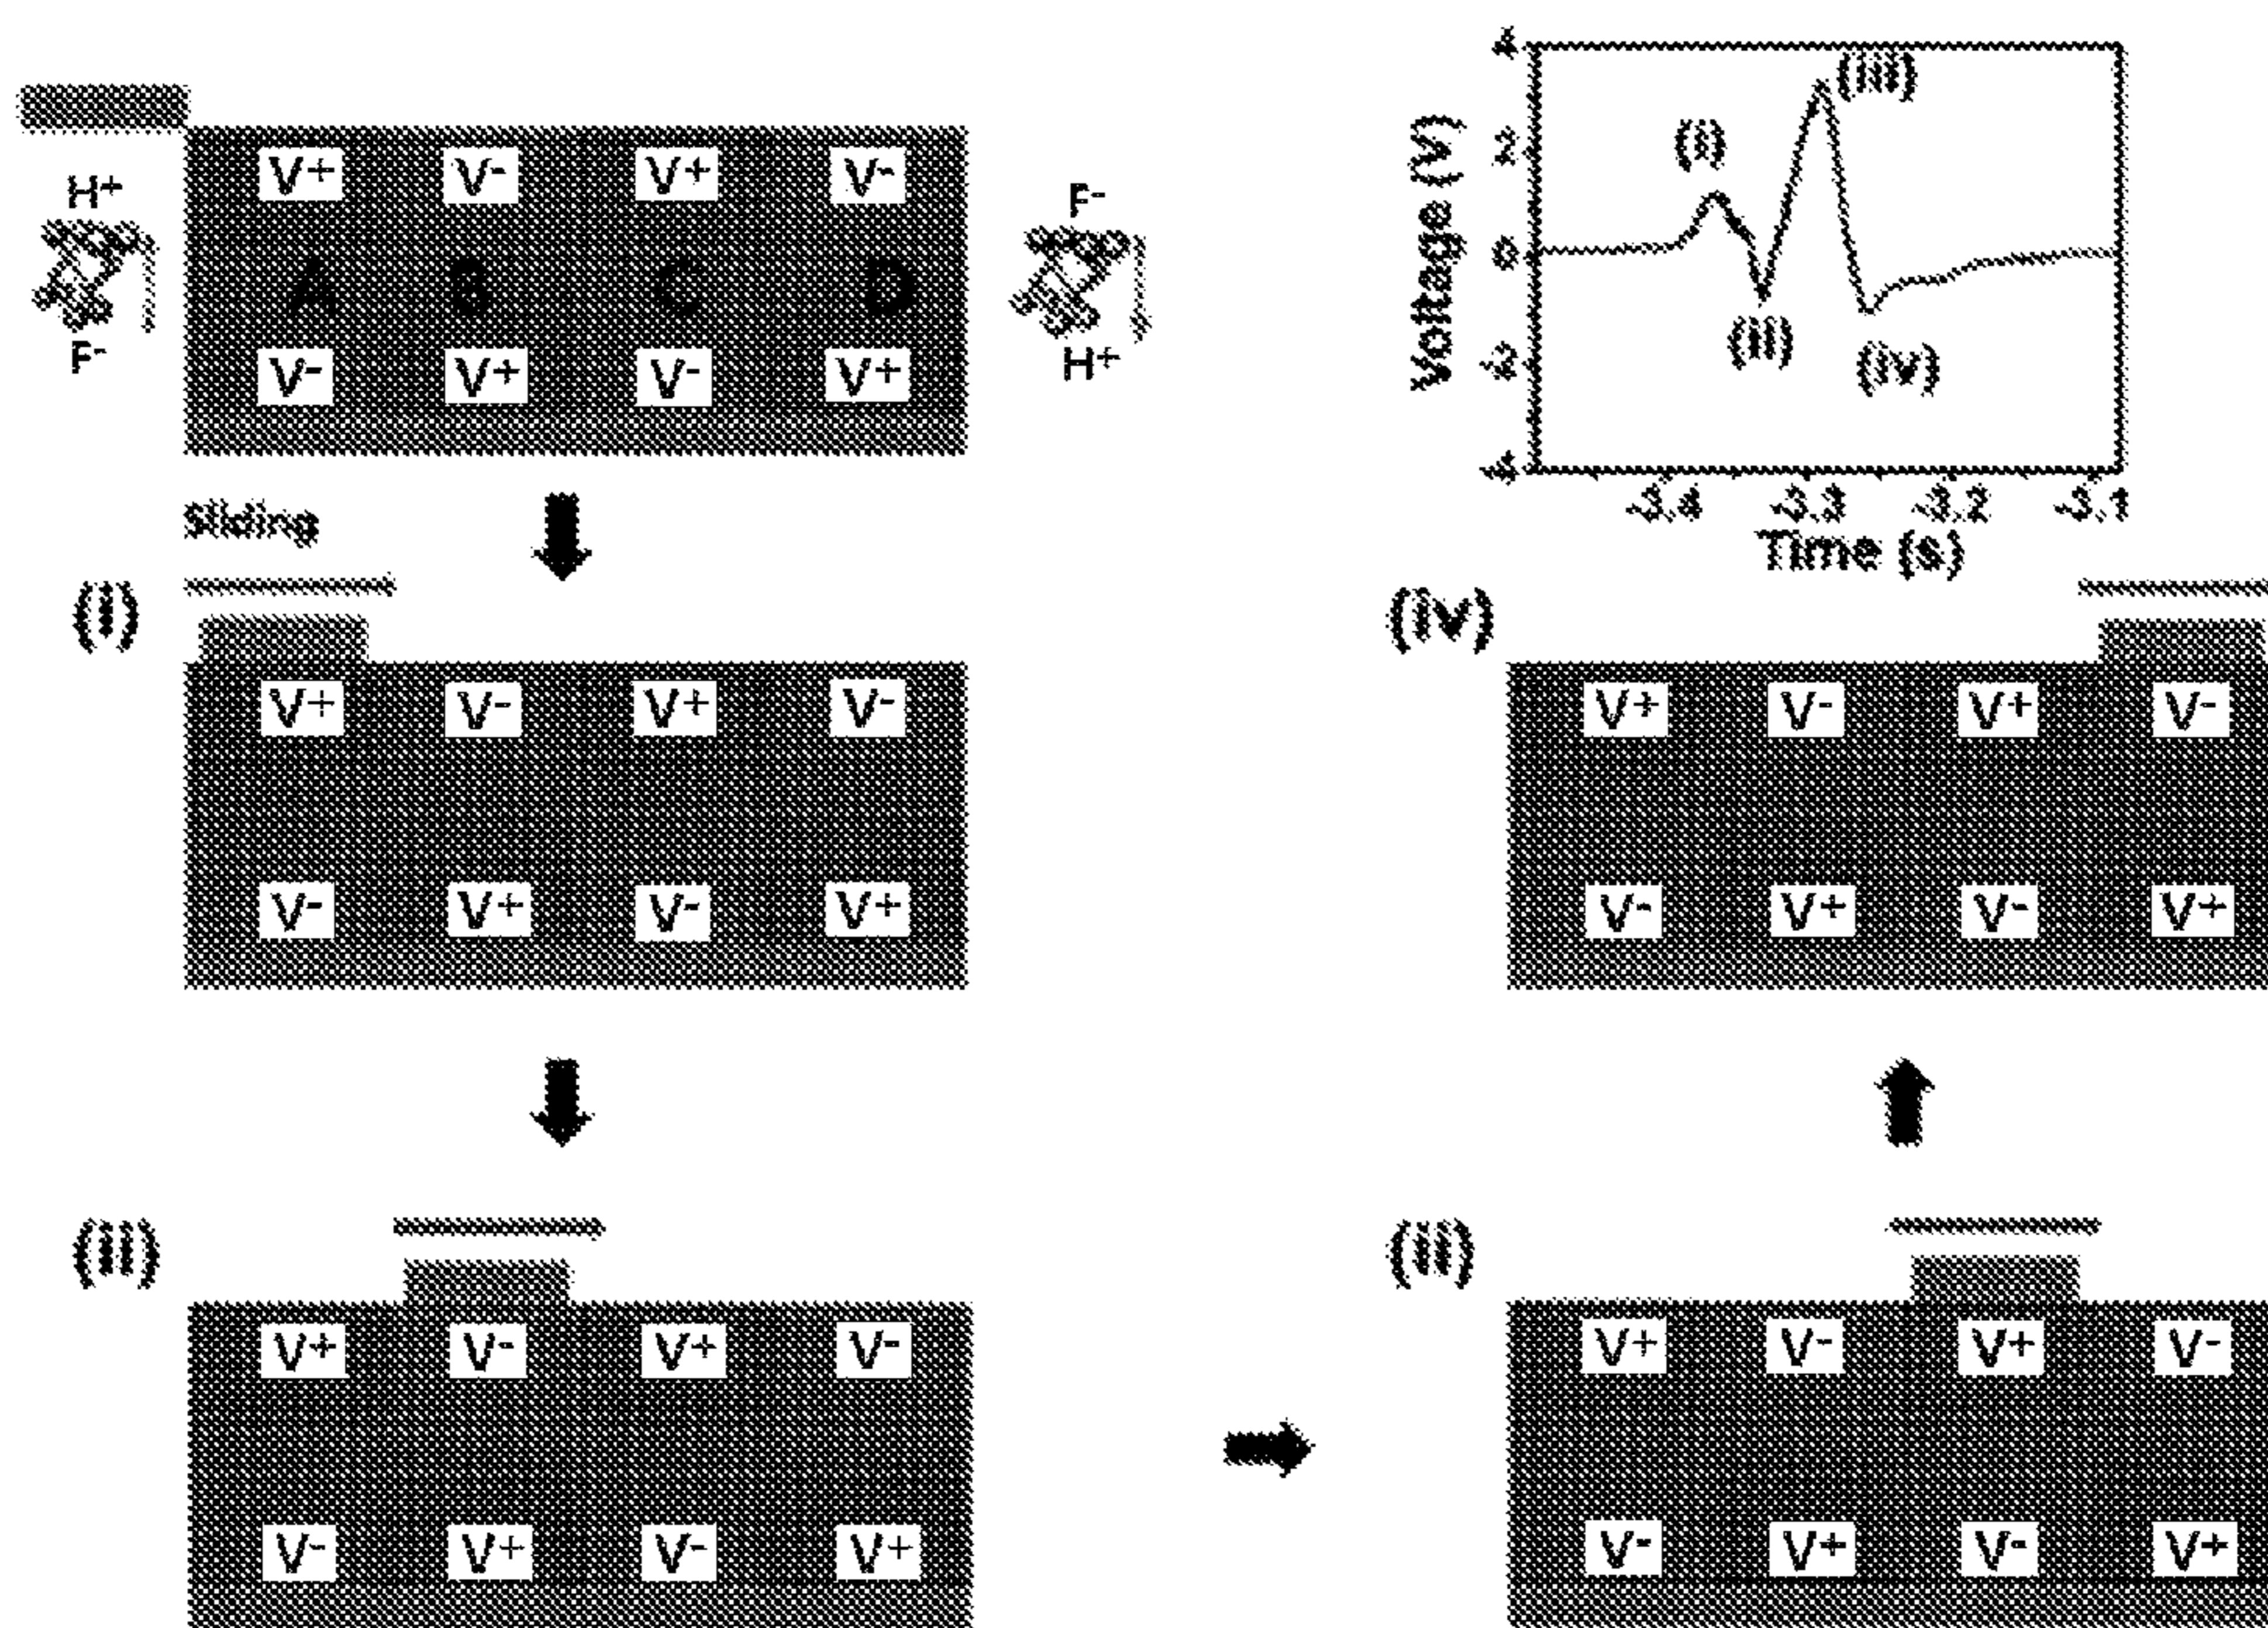 V+ V- V+ V-
H+
A B C D
F-
V- V+ V- V+
F-
H+
4
2
0
-2
-4
Voltage (V)
(i)
(ii)
(iii)
(iv)
-3.4 -3.3 -3.2 -3.1
Time (s)
Sliding
(i)
V+ V- V+ V-
V- V+ V- V+
(iv)
V+ V- V+ V-
V- V+ V- V+
(ii)
V+ V- V+ V-
V- V+ V- V+
(ii)
V+ V- V+ V-
V- V+ V- V+